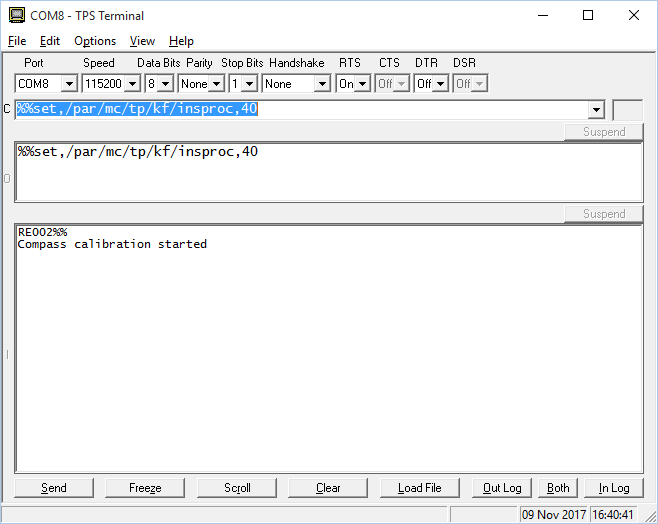 COM8 - TPS Terminal
File Edit Options View Help
Port Speed Data Bits Parity Stop Bits Handshake RTS CTS DTR DSR
COM8 115200 8 None 1 None On Off Off Off
C %%set,/par/mc/tp/kf/insproc,40
Suspend
O %%set,/par/mc/tp/kf/insproc,40
Suspend
RE002%%
Compass calibration started
I
Send Freeze Scroll Clear Load File Out Log Both In Log
09 Nov 2017 16:40:41